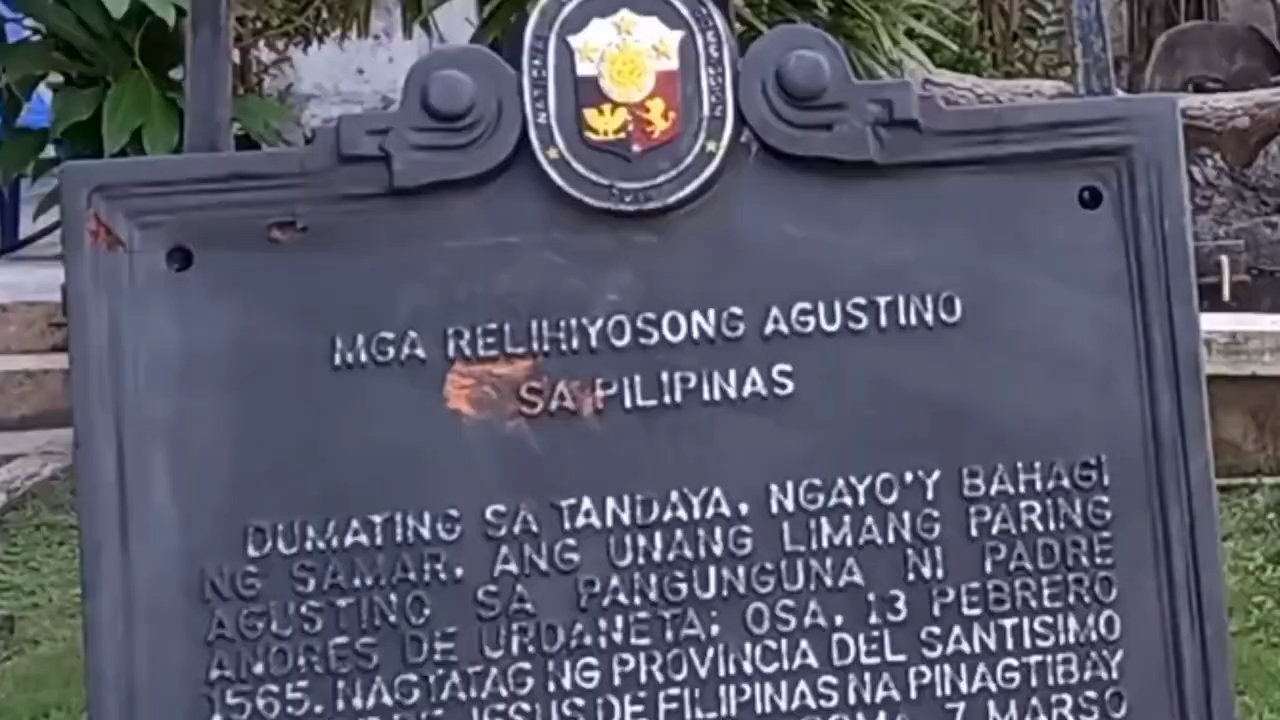 MGA RELIHIYOSONG AGUSTINO
SA PILIPINAS
DUMATING SA TANDAYA, NGAYO'Y BAHAGI
NG SAMAR, ANG UNANG LIMANG PARING
AGUSTINO SA PANGUNGUNA NI PADRE
ANDRES DE URDANETA; OSA, 13 PEBRERO
1565. NAGTATAG NG PROVINCIA DEL SANTISIMO
JESUS DE FILIPINAS NA PINAGTIBAY
ROMA, 7 MARSO